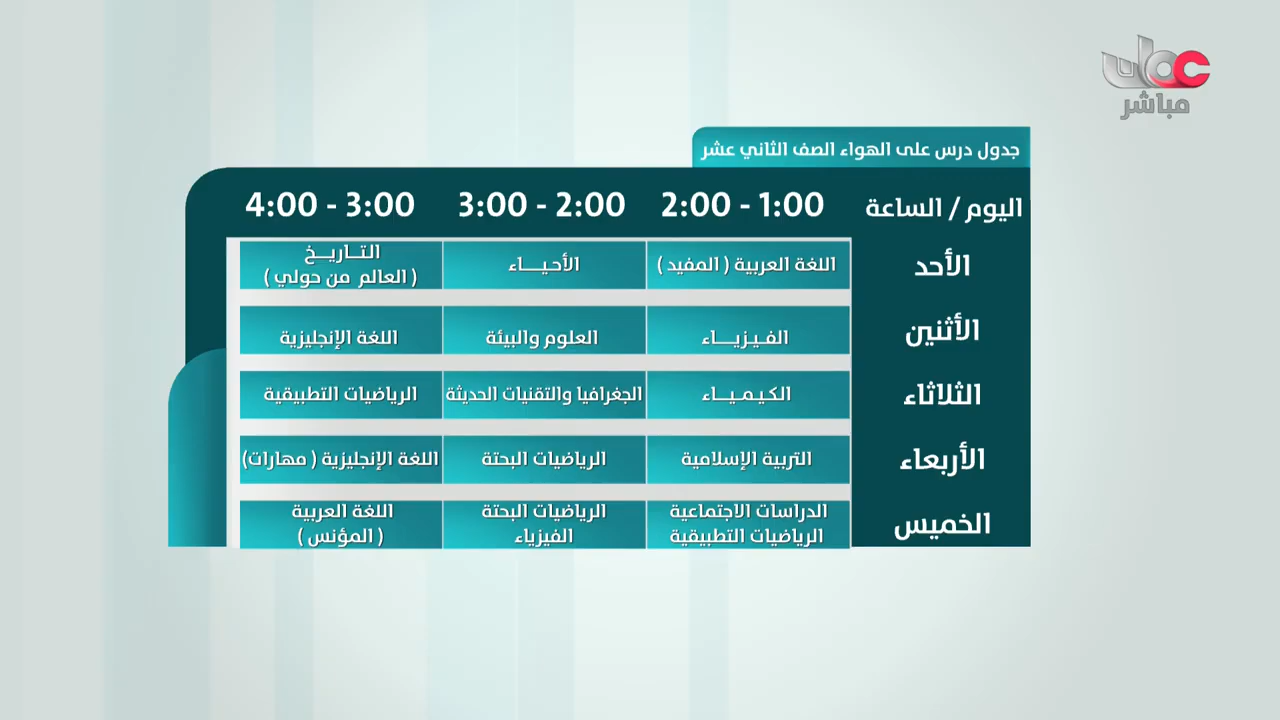 عمان
مباشر
جدول درس على الهواء الصف الثاني عشر
اليوم / الساعة
1:00 - 2:00
2:00 - 3:00
3:00 - 4:00
الأحد
اللغة العربية ( المفيد )
الأحيـــاء
التــاريــخ
( العالم من حولي )
الأثنين
الفـيـزيـــاء
العلوم والبيئة
اللغة الإنجليزية
الثلاثاء
الكيـميـــاء
الجغرافيا والتقنيات الحديثة
الرياضيات التطبيقية
الأربعاء
التربية الإسلامية
الرياضيات البحتة
اللغة الإنجليزية ( مهارات)
الخميس
الدراسات الاجتماعية
الرياضيات التطبيقية
الرياضيات البحتة
الفيزياء
اللغة العربية
( المؤنس )